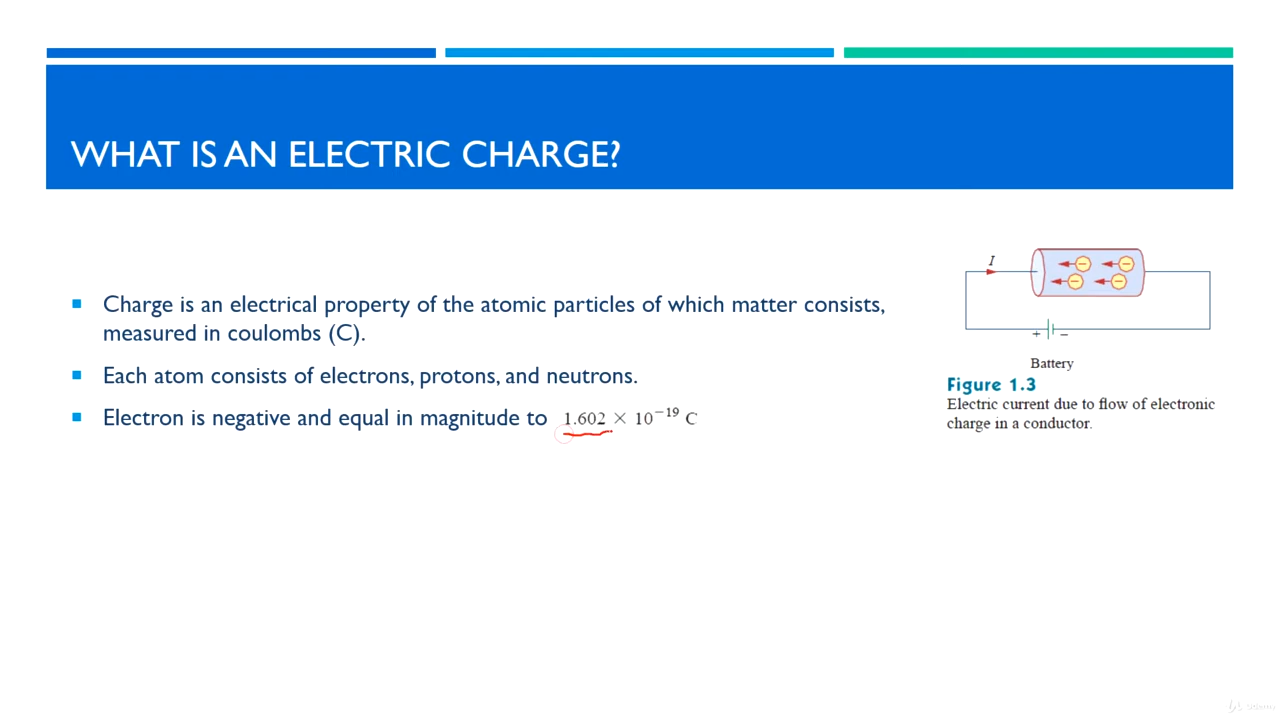 WHAT IS AN ELECTRIC CHARGE?
Charge is an electrical property of the atomic particles of which matter consists,
measured in coulombs (C).
Each atom consists of electrons, protons, and neutrons.
Electron is negative and equal in magnitude to 1.602 × 10⁻¹⁹ C
I
− −
− −
+ −
Battery
Figure 1.3
Electric current due to flow of electronic
charge in a conductor.